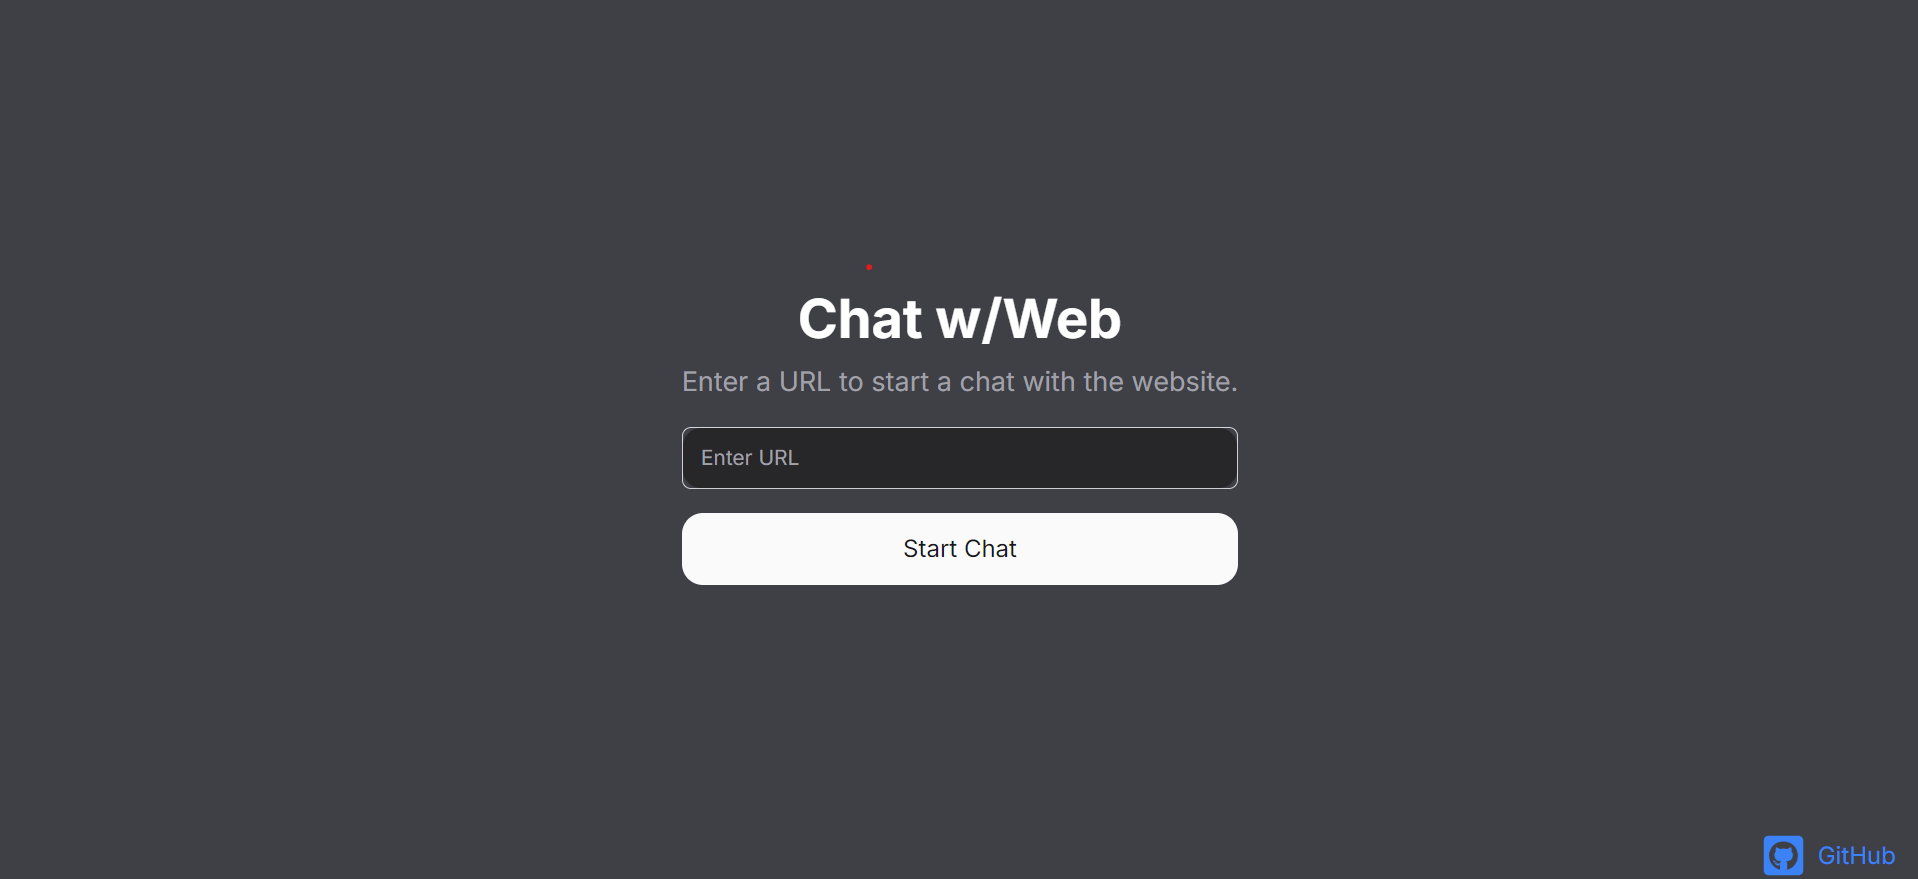 Chat w/Web
Enter a URL to start a chat with the website.
Enter URL
Start Chat
GitHub